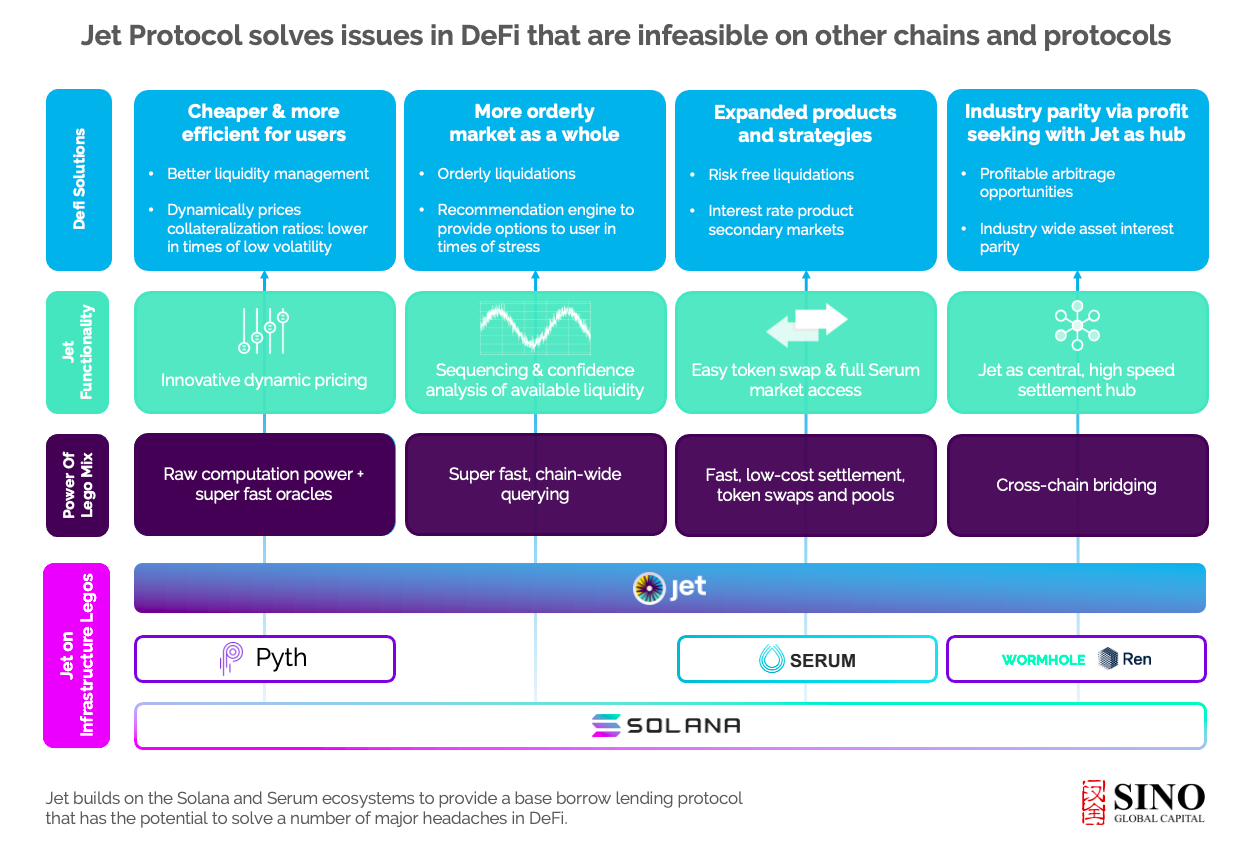 Jet Protocol solves issues in DeFi that are infeasible on other chains and protocols
Defi Solutions
Cheaper & more
efficient for users
• Better liquidity management
• Dynamically prices
collateralization ratios: lower
in times of low volatility
More orderly
market as a whole
• Orderly liquidations
• Recommendation engine to
provide options to user in
times of stress
Expanded products
and strategies
• Risk free liquidations
• Interest rate product
secondary markets
Industry parity via profit
seeking with Jet as hub
• Profitable arbitrage
opportunities
• Industry wide asset interest
parity
Jet
Functionality
Innovative dynamic pricing
Sequencing & confidence
analysis of available liquidity
Easy token swap & full Serum
market access
Jet as central, high speed
settlement hub
Power Of
Lego Mix
Raw computation power +
super fast oracles
Super fast, chain-wide
querying
Fast, low-cost settlement,
token swaps and pools
Cross-chain bridging
Jet on
Infrastructure Legos
jet
Pyth
SERUM
WORMHOLE
Ren
SOLANA
Jet builds on the Solana and Serum ecosystems to provide a base borrow lending protocol
that has the potential to solve a number of major headaches in DeFi.
汉全
SINO
GLOBAL CAPITAL